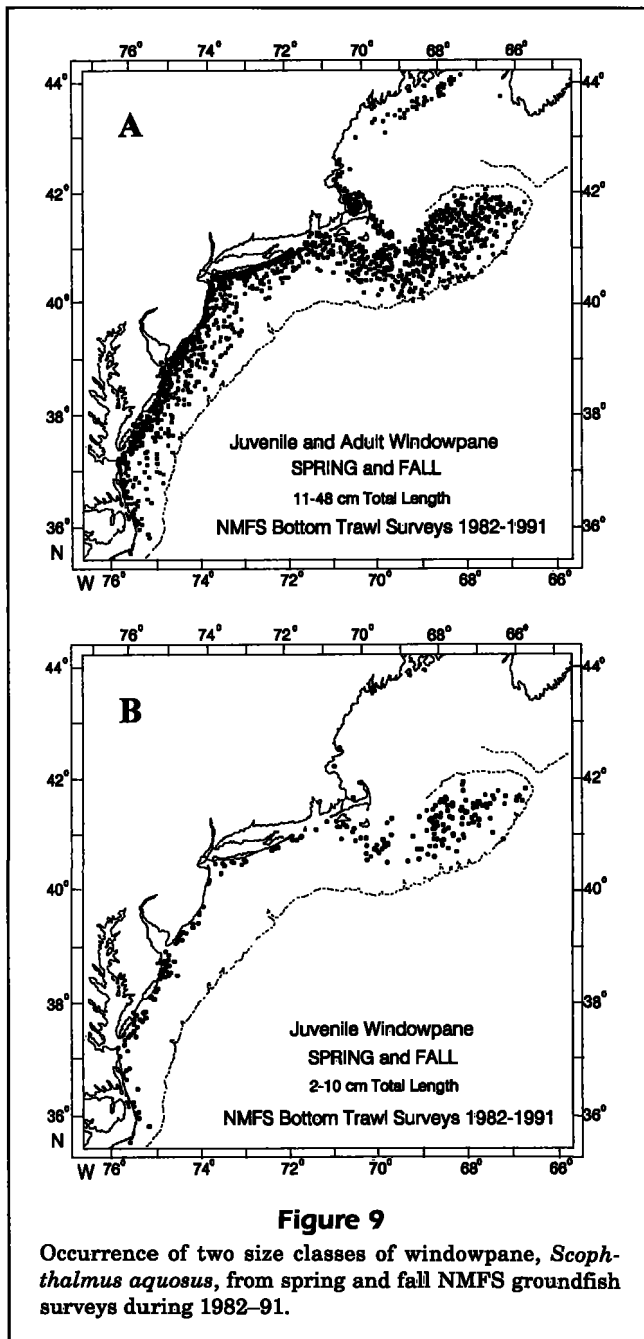 76° 74° 72° 70° 68° 66°
44° 44°
A
42° 42°
40° 40°
38° 38°
Juvenile and Adult Windowpane
SPRING and FALL
11-48 cm Total Length
36° 36°
NMFS Bottom Trawl Surveys 1982-1991
N
W 76° 74° 72° 70° 68° 66°
76° 74° 72° 70° 68° 66°
44° 44°
B
42° 42°
40° 40°
38° 38°
Juvenile Windowpane
SPRING and FALL
2-10 cm Total Length
36° 36°
NMFS Bottom Trawl Surveys 1982-1991
N
W 76° 74° 72° 70° 68° 66°
Figure 9
Occurrence of two size classes of windowpane, Scoph-
thalmus aquosus, from spring and fall NMFS groundfish
surveys during 1982–91.